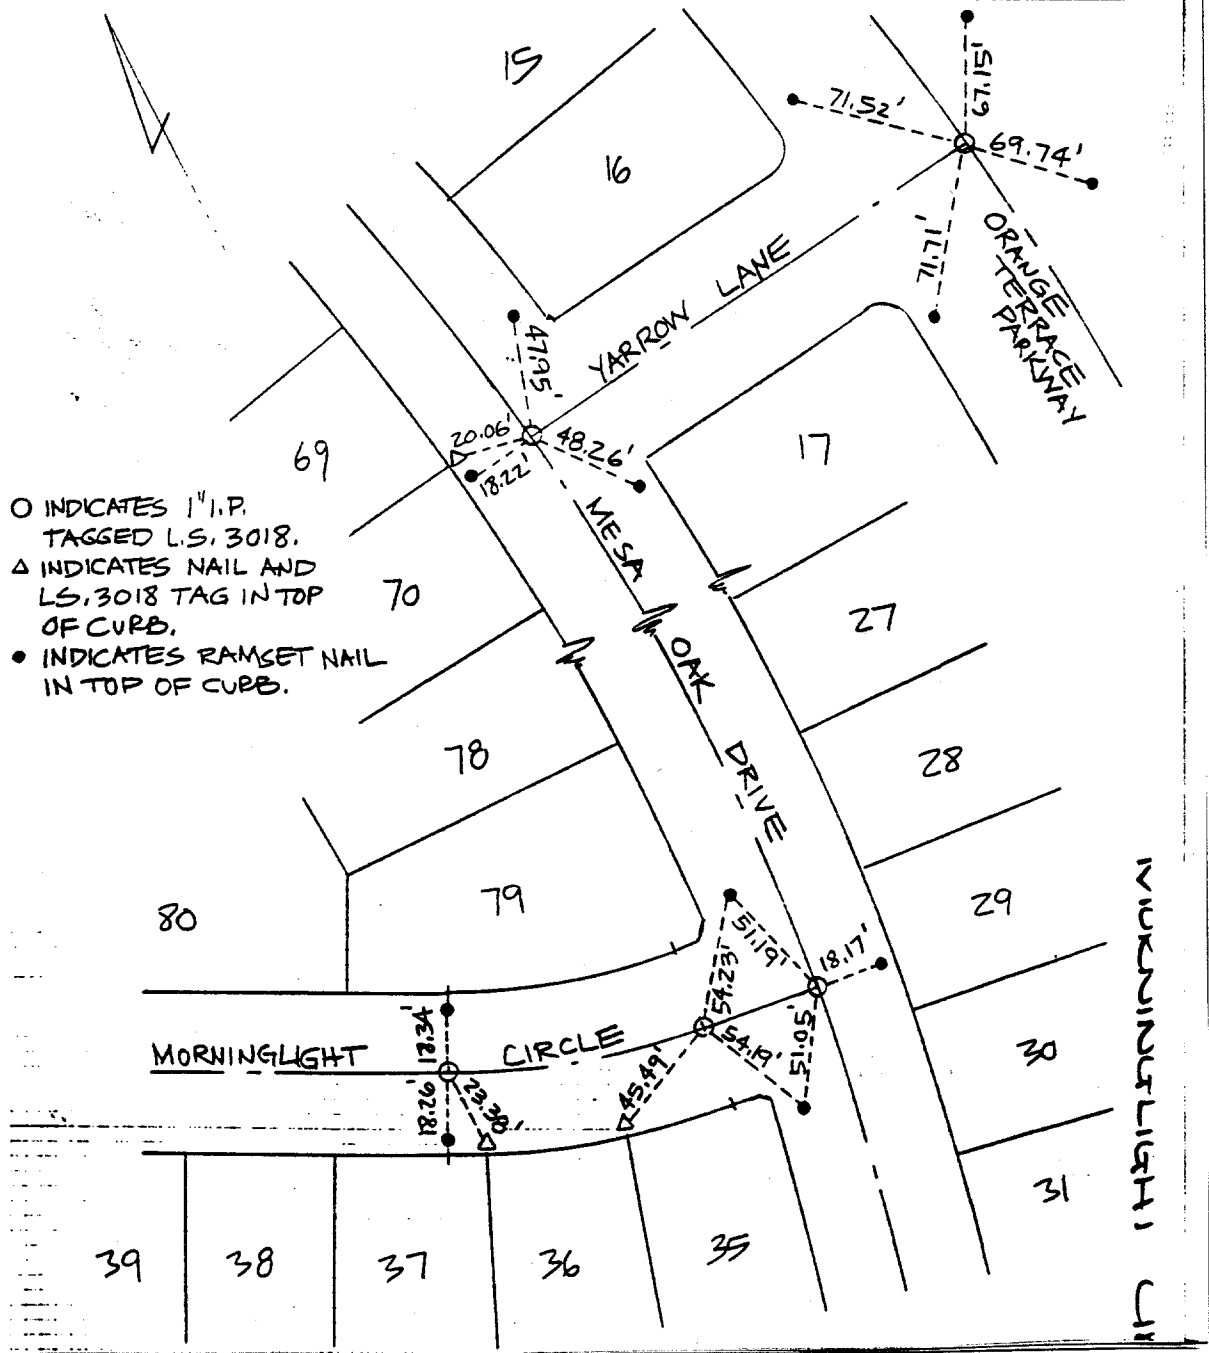 15
16
71.52'
67.15'
69.74'
71.71'
ORANGE
TERRACE
PARKWAY
YARROW LANE
47.95'
20.06'
18.22'
48.26'
69
17
O INDICATES 1" I.P.
TAGGED L.S. 3018.
△ INDICATES NAIL AND
L.S. 3018 TAG IN TOP
OF CURB.
● INDICATES RAMSET NAIL
IN TOP OF CURB.
70
MESA OAK DRIVE
27
78
28
79
80
29
51.19'
18.17'
54.23'
54.19'
51.05'
45.49'
MORNINGLIGHT CIRCLE
18.34'
18.26'
23.38'
30
31
39
38
37
36
35
MORNINGLIGHT